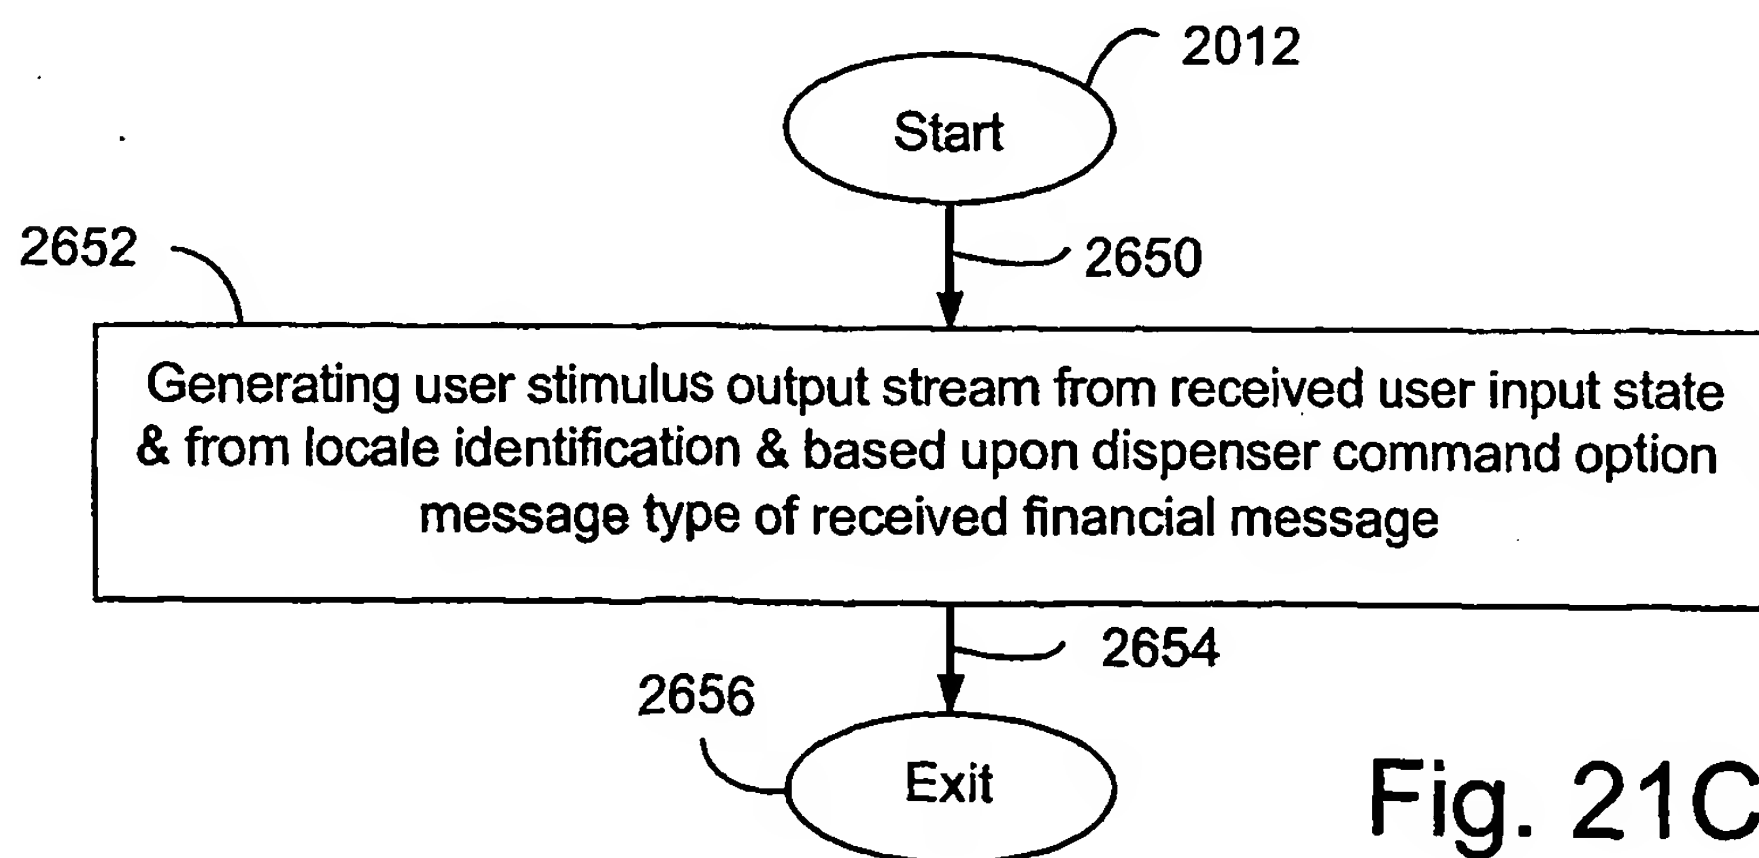 2012
Start
2652
2650
Generating user stimulus output stream from received user input state
& from locale identification & based upon dispenser command option
message type of received financial message
2654
2656
Exit
Fig. 21C